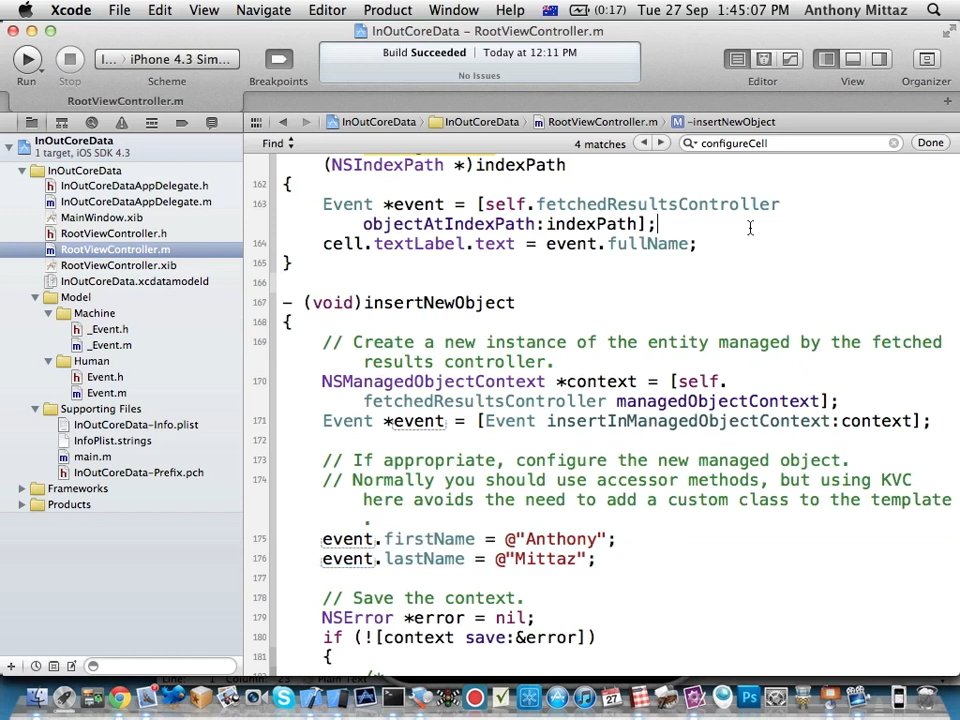 Xcode File Edit View Navigate Editor Product Window Help (0:17) Tue 27 Sep 1:45:07 PM Anthony Mittaz
InOutCoreData – RootViewController.m
I... iPhone 4.3 Sim...
Build Succeeded Today at 12:11 PM
No Issues
Run Stop Scheme Breakpoints Editor View Organizer
RootViewController.m
InOutCoreData InOutCoreData RootViewController.m M -insertNewObject
Find 4 matches configureCell Done
InOutCoreData
1 target, iOS SDK 4.3
InOutCoreData
h InOutCoreDataAppDelegate.h
m InOutCoreDataAppDelegate.m
MainWindow.xib
h RootViewController.h
m RootViewController.m
RootViewController.xib
InOutCoreData.xcdatamodeld
Model
Machine
h _Event.h
m _Event.m
Human
h Event.h
m Event.m
Supporting Files
InOutCoreData-Info.plist
InfoPlist.strings
m main.m
h InOutCoreData-Prefix.pch
Frameworks
Products
(NSIndexPath *)indexPath
162 {
163 Event *event = [self.fetchedResultsController
objectAtIndexPath:indexPath];
164 cell.textLabel.text = event.fullName;
165 }
166
167 – (void)insertNewObject
168 {
169 // Create a new instance of the entity managed by the fetched
results controller.
170 NSManagedObjectContext *context = [self.
fetchedResultsController managedObjectContext];
171 Event *event = [Event insertInManagedObjectContext:context];
172
173 // If appropriate, configure the new managed object.
174 // Normally you should use accessor methods, but using KVC
here avoids the need to add a custom class to the template
.
175 event.firstName = @"Anthony";
176 event.lastName = @"Mittaz";
177
178 // Save the context.
179 NSError *error = nil;
180 if (![context save:&error])
181 {